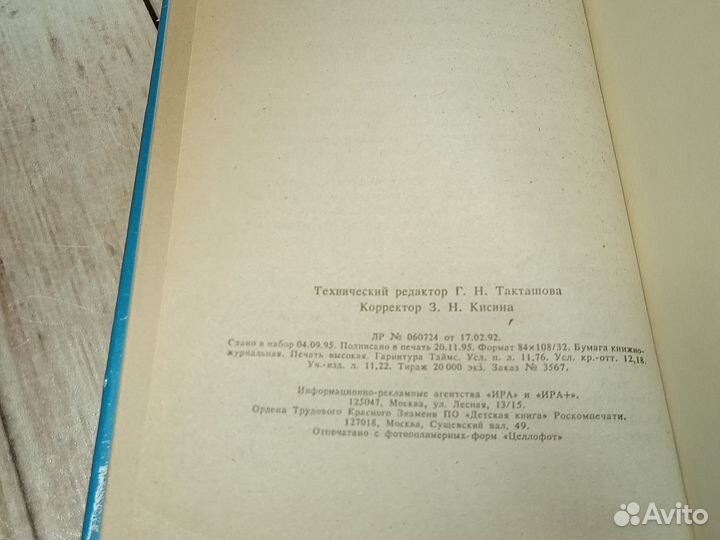 Технический редактор Г. Н. Такташова
Корректор З. Н. Кисина
ЛР № 060724 от 17.02.92.
Сдано в набор 04.09.95. Подписано в печать 20.11.95. Формат 84×108/32. Бумага книжно-
журнальная. Печать высокая. Гарнитура Таймс. Усл. п. л. 11,76. Усл. кр.-отт. 12,18.
Уч.-изд. л. 11,22. Тираж 20 000 экз. Заказ № 3567.
Информационно-рекламные агентства «ИРА» и «ИРА+».
125047, Москва, ул. Лесная, 13/15.
Ордена Трудового Красного Знамени ПО «Детская книга» Роскомпечати.
127018, Москва, Сущевский вал, 49.
Отпечатано с фотополимерных форм «Целлофот»
Avito